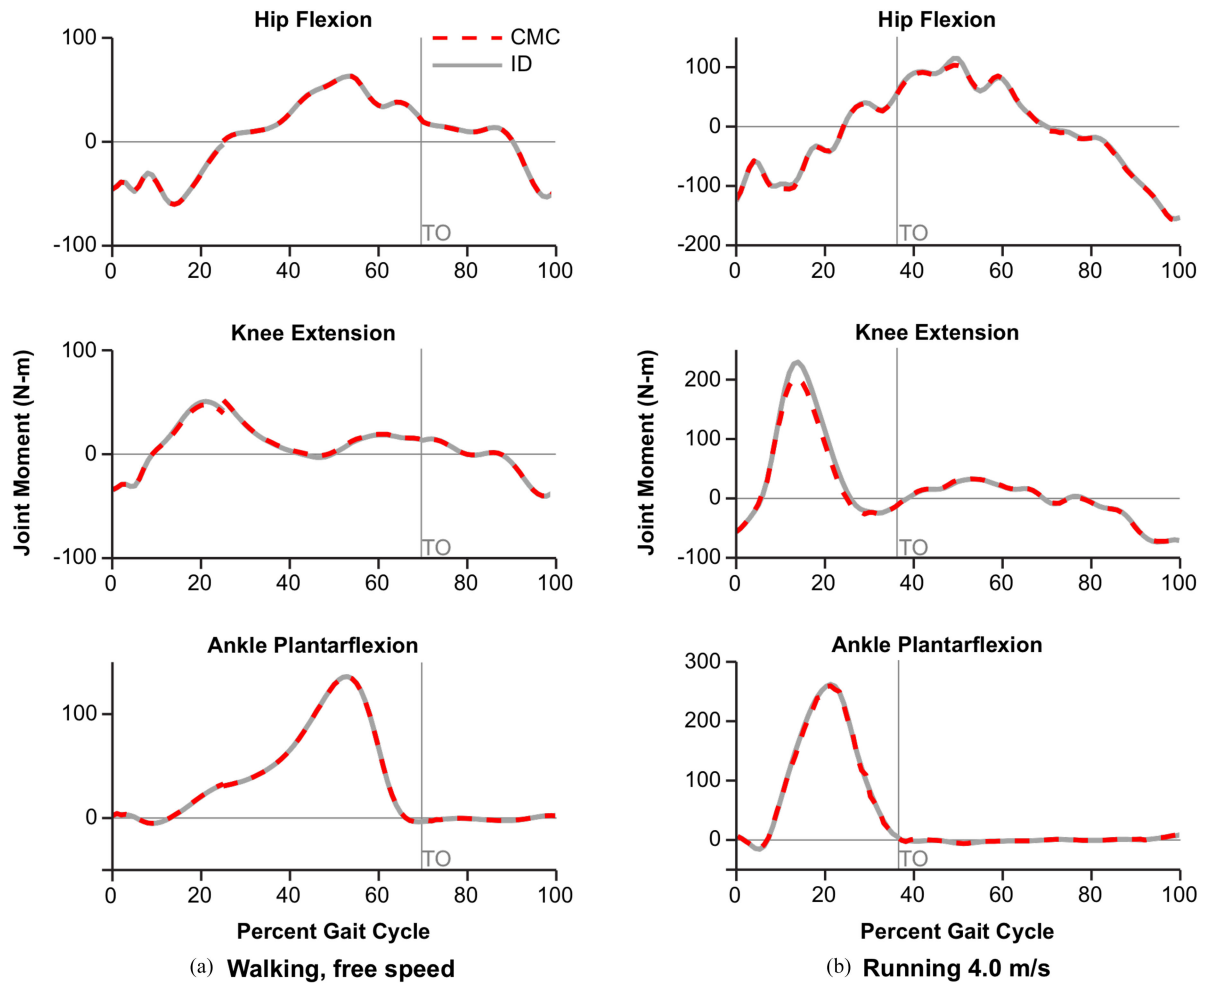 Hip Flexion
100
0
-100
CMC
ID
TO
0 20 40 60 80 100
Knee Extension
100
0
-100
TO
0 20 40 60 80 100
Joint Moment (N-m)
Ankle Plantarflexion
100
0
TO
0 20 40 60 80 100
Percent Gait Cycle
(a) Walking, free speed
Hip Flexion
100
0
-100
-200
TO
0 20 40 60 80 100
Knee Extension
200
100
0
-100
TO
0 20 40 60 80 100
Joint Moment (N-m)
Ankle Plantarflexion
300
200
100
0
TO
0 20 40 60 80 100
Percent Gait Cycle
(b) Running 4.0 m/s